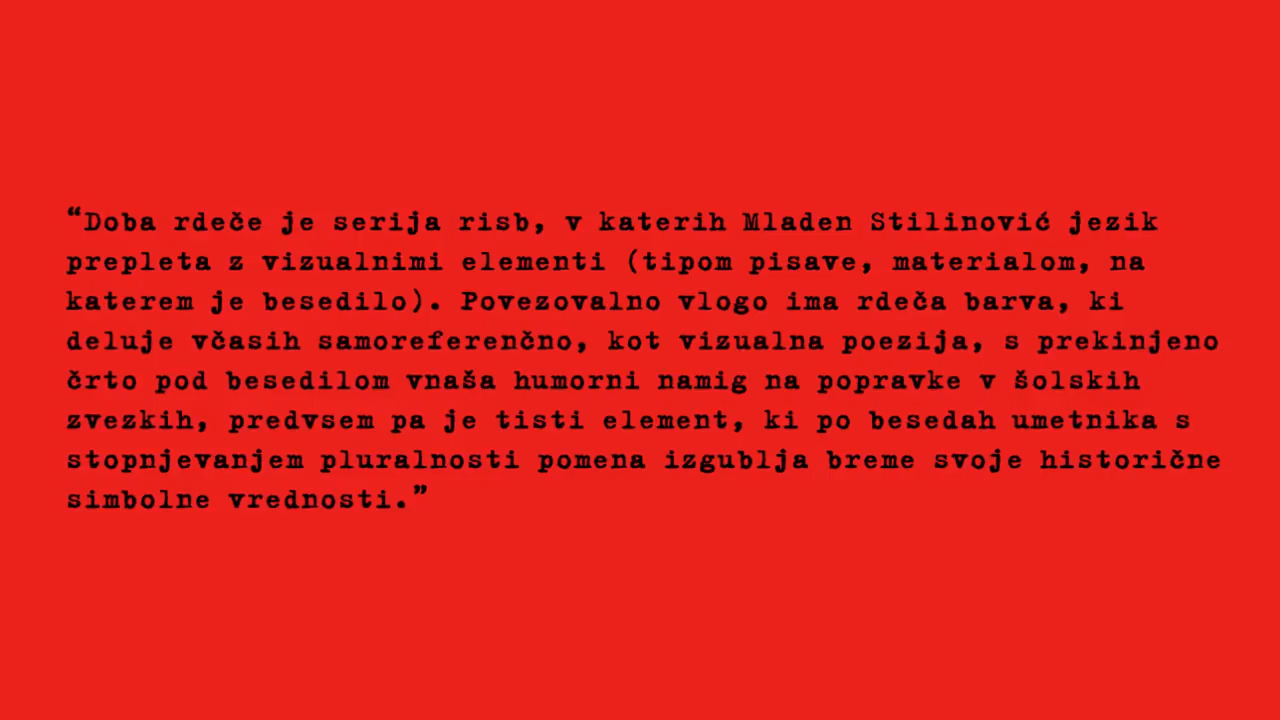 “Doba rdeče je serija risb, v katerih Mladen Stilinović jezik
prepleta z vizualnimi elementi (tipom pisave, materialom, na
katerem je besedilo). Povezovalno vlogo ima rdeča barva, ki
deluje včasih samoreferenčno, kot vizualna poezija, s prekinjeno
črto pod besedilom vnaša humorni namig na popravke v šolskih
zvezkih, predvsem pa je tisti element, ki po besedah umetnika s
stopnjevanjem pluralnosti pomena izgublja breme svoje historične
simbolne vrednosti.”